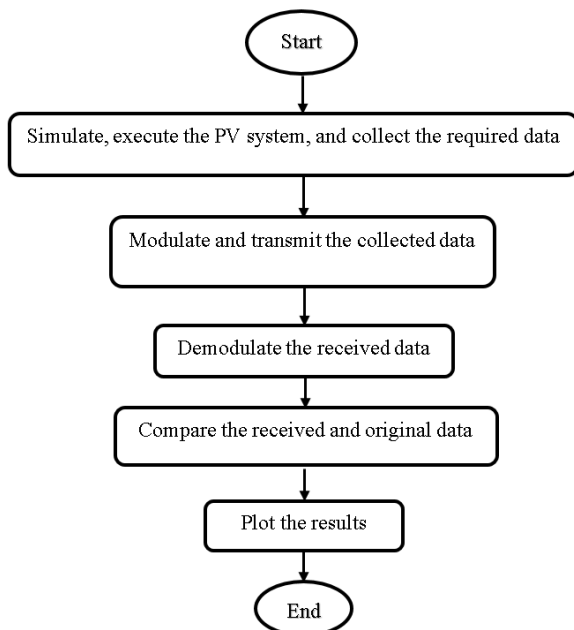 Start
Simulate, execute the PV system, and collect the required data
Modulate and transmit the collected data
Demodulate the received data
Compare the received and original data
Plot the results
End